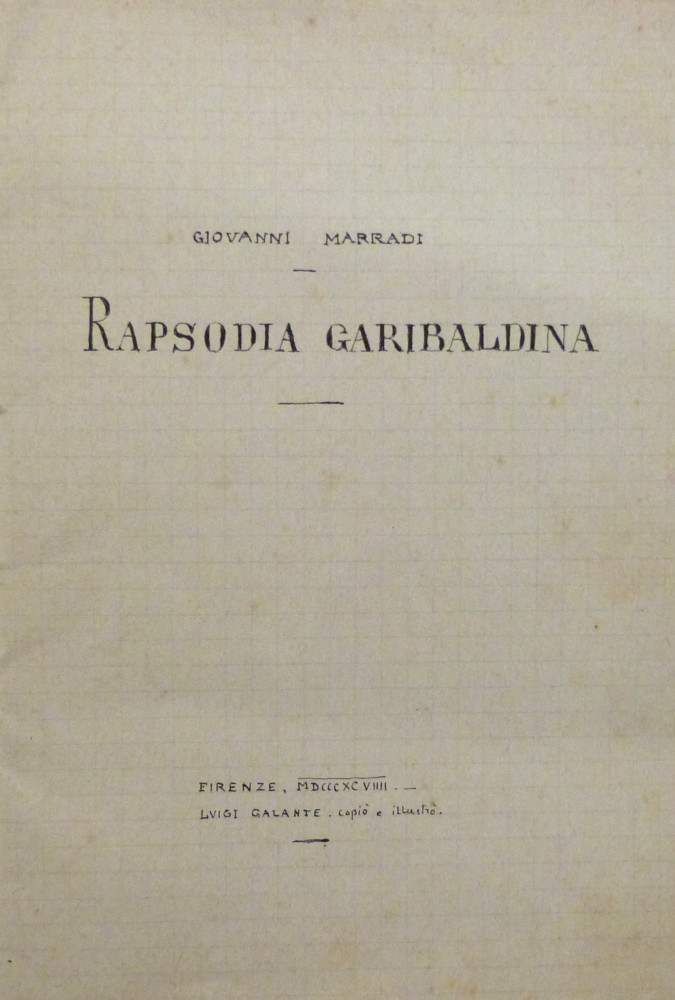 GIOVANNI MARRADI
RAPSODIA GARIBALDINA
FIRENZE, MDCCCXCVIIII. —
LVIGI GALANTE. copiò e illustrò.